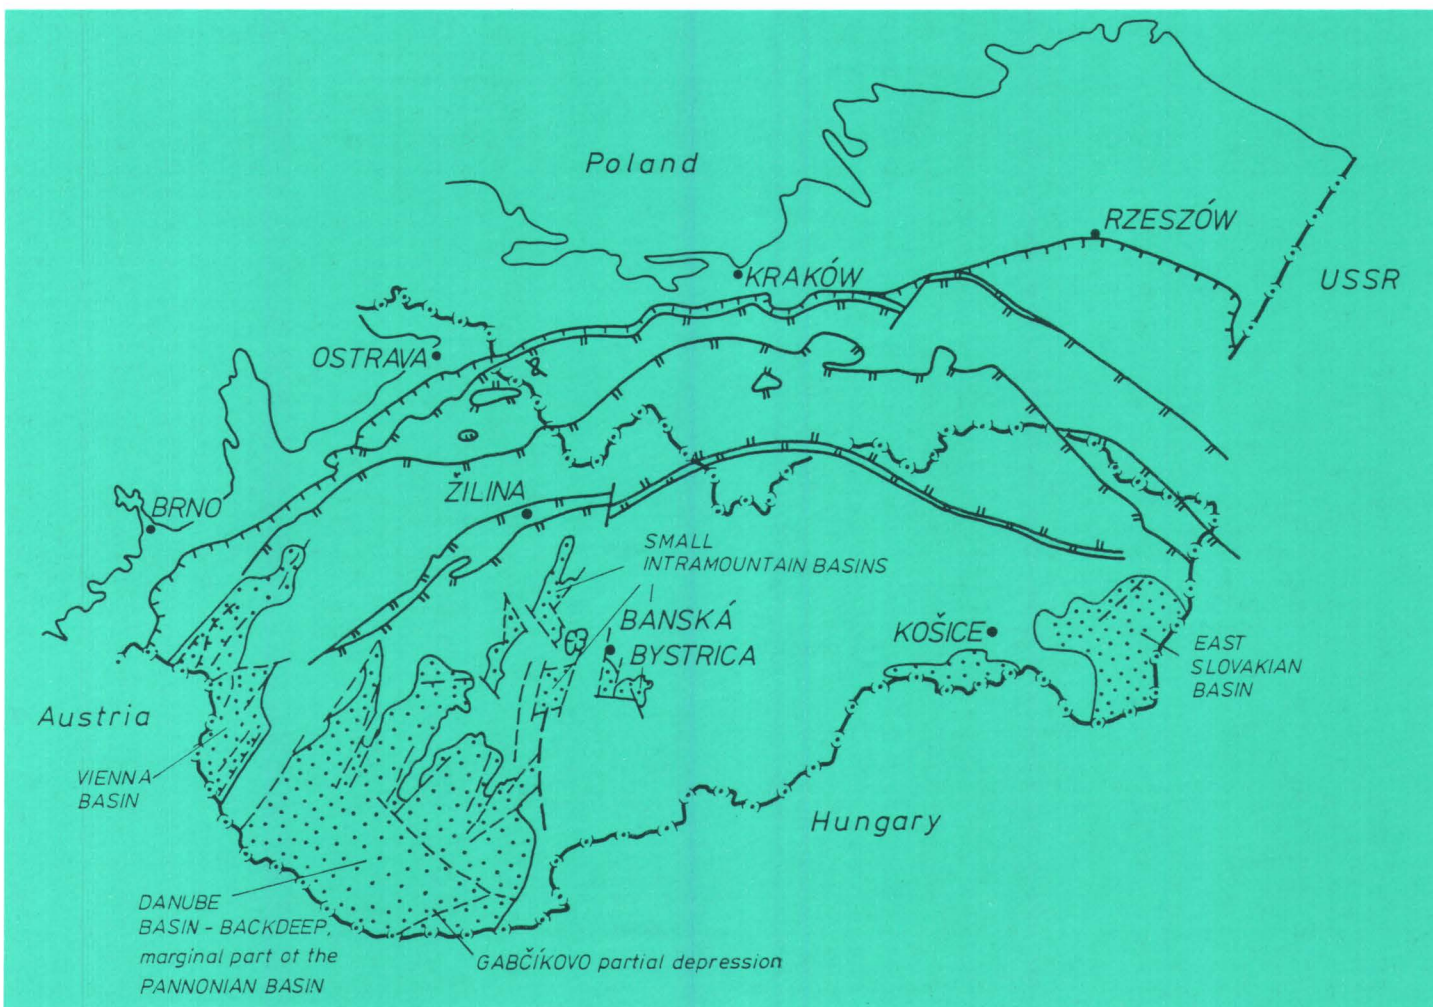 Poland
RZESZÓW
KRAKÓW
USSR
OSTRAVA
ŽILINA
BRNO
SMALL
INTRAMOUNTAIN BASINS
BANSKÁ
BYSTRICA
KOŠICE
EAST
SLOVAKIAN
BASIN
Austria
VIENNA
BASIN
Hungary
DANUBE
BASIN - BACKDEEP,
marginal part of the
PANNONIAN BASIN
GABČÍKOVO partial depression